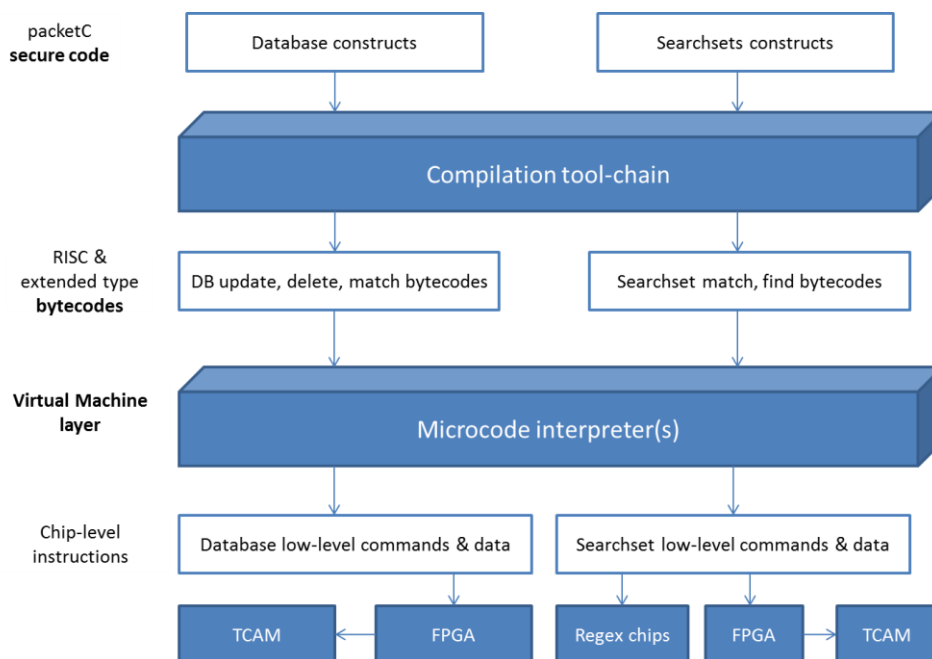 packetC
secure code
Database constructs
Searchsets constructs
Compilation tool-chain
RISC &
extended type
bytecodes
DB update, delete, match bytecodes
Searchset match, find bytecodes
Virtual Machine
layer
Microcode interpreter(s)
Chip-level
instructions
Database low-level commands & data
Searchset low-level commands & data
TCAM
FPGA
Regex chips
FPGA
TCAM